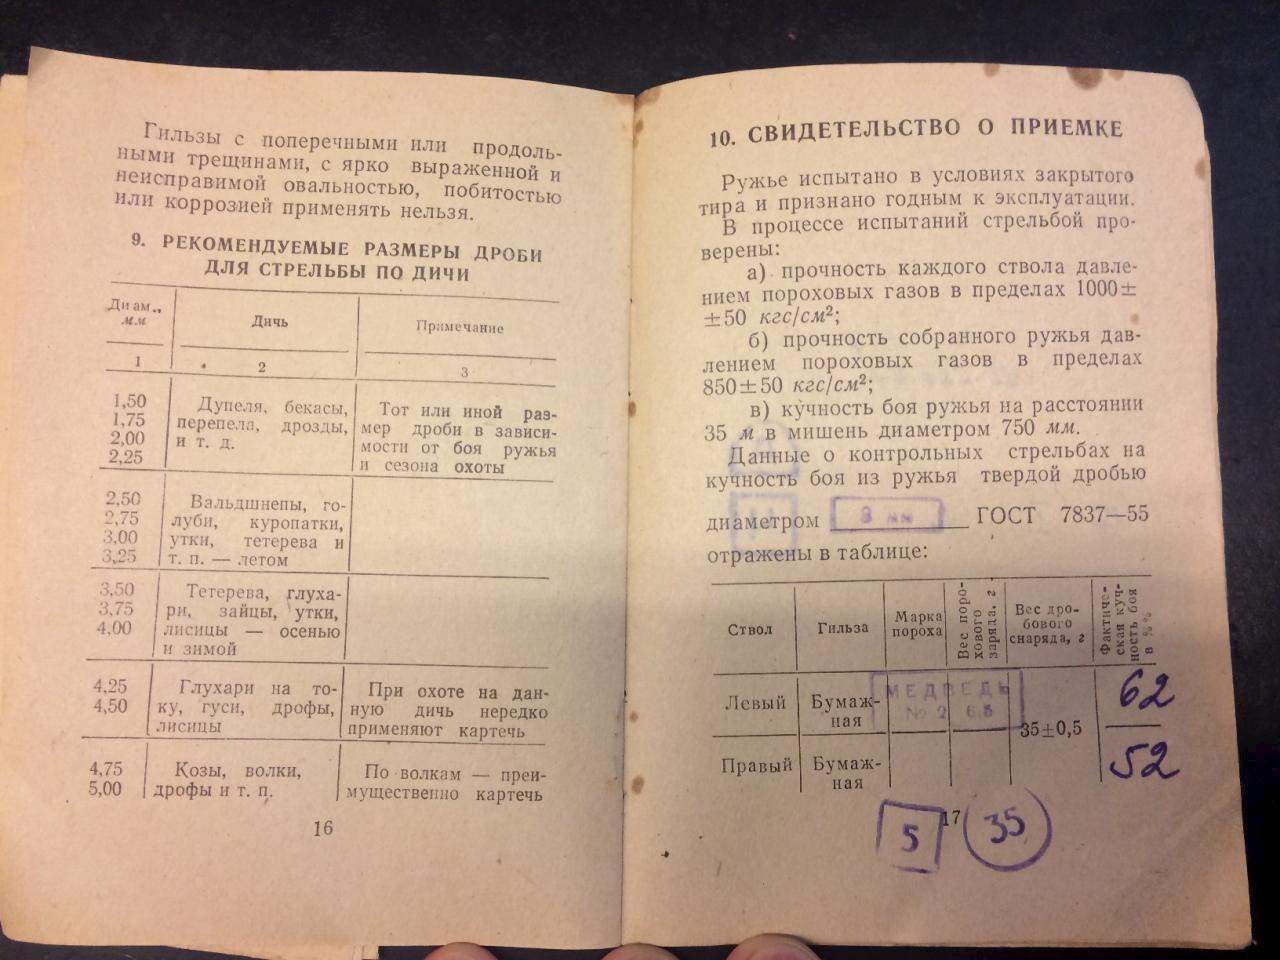 Гильзы с поперечными или продоль-
ными трещинами, с ярко выраженной и
неисправимой овальностью, побитостью
или коррозией применять нельзя.
9. РЕКОМЕНДУЕМЫЕ РАЗМЕРЫ ДРОБИ
ДЛЯ СТРЕЛЬБЫ ПО ДИЧИ
Диам., мм
Дичь
Примечание
1
2
3
1,50
1,75
2,00
2,25
Дупеля, бекасы,
перепела, дрозды,
и т. д.
Тот или иной раз-
мер дроби в зависи-
мости от боя ружья
и сезона охоты
2,50
2,75
3,00
3,25
Вальдшнепы, го-
луби, куропатки,
утки, тетерева и
т. п. — летом
3,50
3,75
4,00
Тетерева, глуха-
ри, зайцы, утки,
лисицы — осенью
и зимой
4,25
4,50
Глухари на то-
ку, гуси, дрофы,
лисицы
При охоте на дан-
ную дичь нередко
применяют картечь
4,75
5,00
Козы, волки,
дрофы и т. п.
По волкам — преи-
мущественно картечь
16
10. СВИДЕТЕЛЬСТВО О ПРИЕМКЕ
Ружье испытано в условиях закрытого
тира и признано годным к эксплуатации.
В процессе испытаний стрельбой про-
верены:
а) прочность каждого ствола давле-
нием пороховых газов в пределах 1000±
±50 кгс/см²;
б) прочность собранного ружья дав-
лением пороховых газов в пределах
850±50 кгс/см²;
в) кучность боя ружья на расстоянии
35 м в мишень диаметром 750 мм.
Данные о контрольных стрельбах на
кучность боя из ружья твердой дробью
диаметром мм ГОСТ 7837—55
отражены в таблице:
Ствол
Гильза
Марка
пороха
Вес поро-
хового
заряда, г
Вес дро-
бового
снаряда, г
Фактиче-
ская куч-
ность боя
в %%
Левый
Бумаж-
ная
МЕДВЕДЬ
№ 2
35±0,5
62
Правый
Бумаж-
ная
52
17
5
35